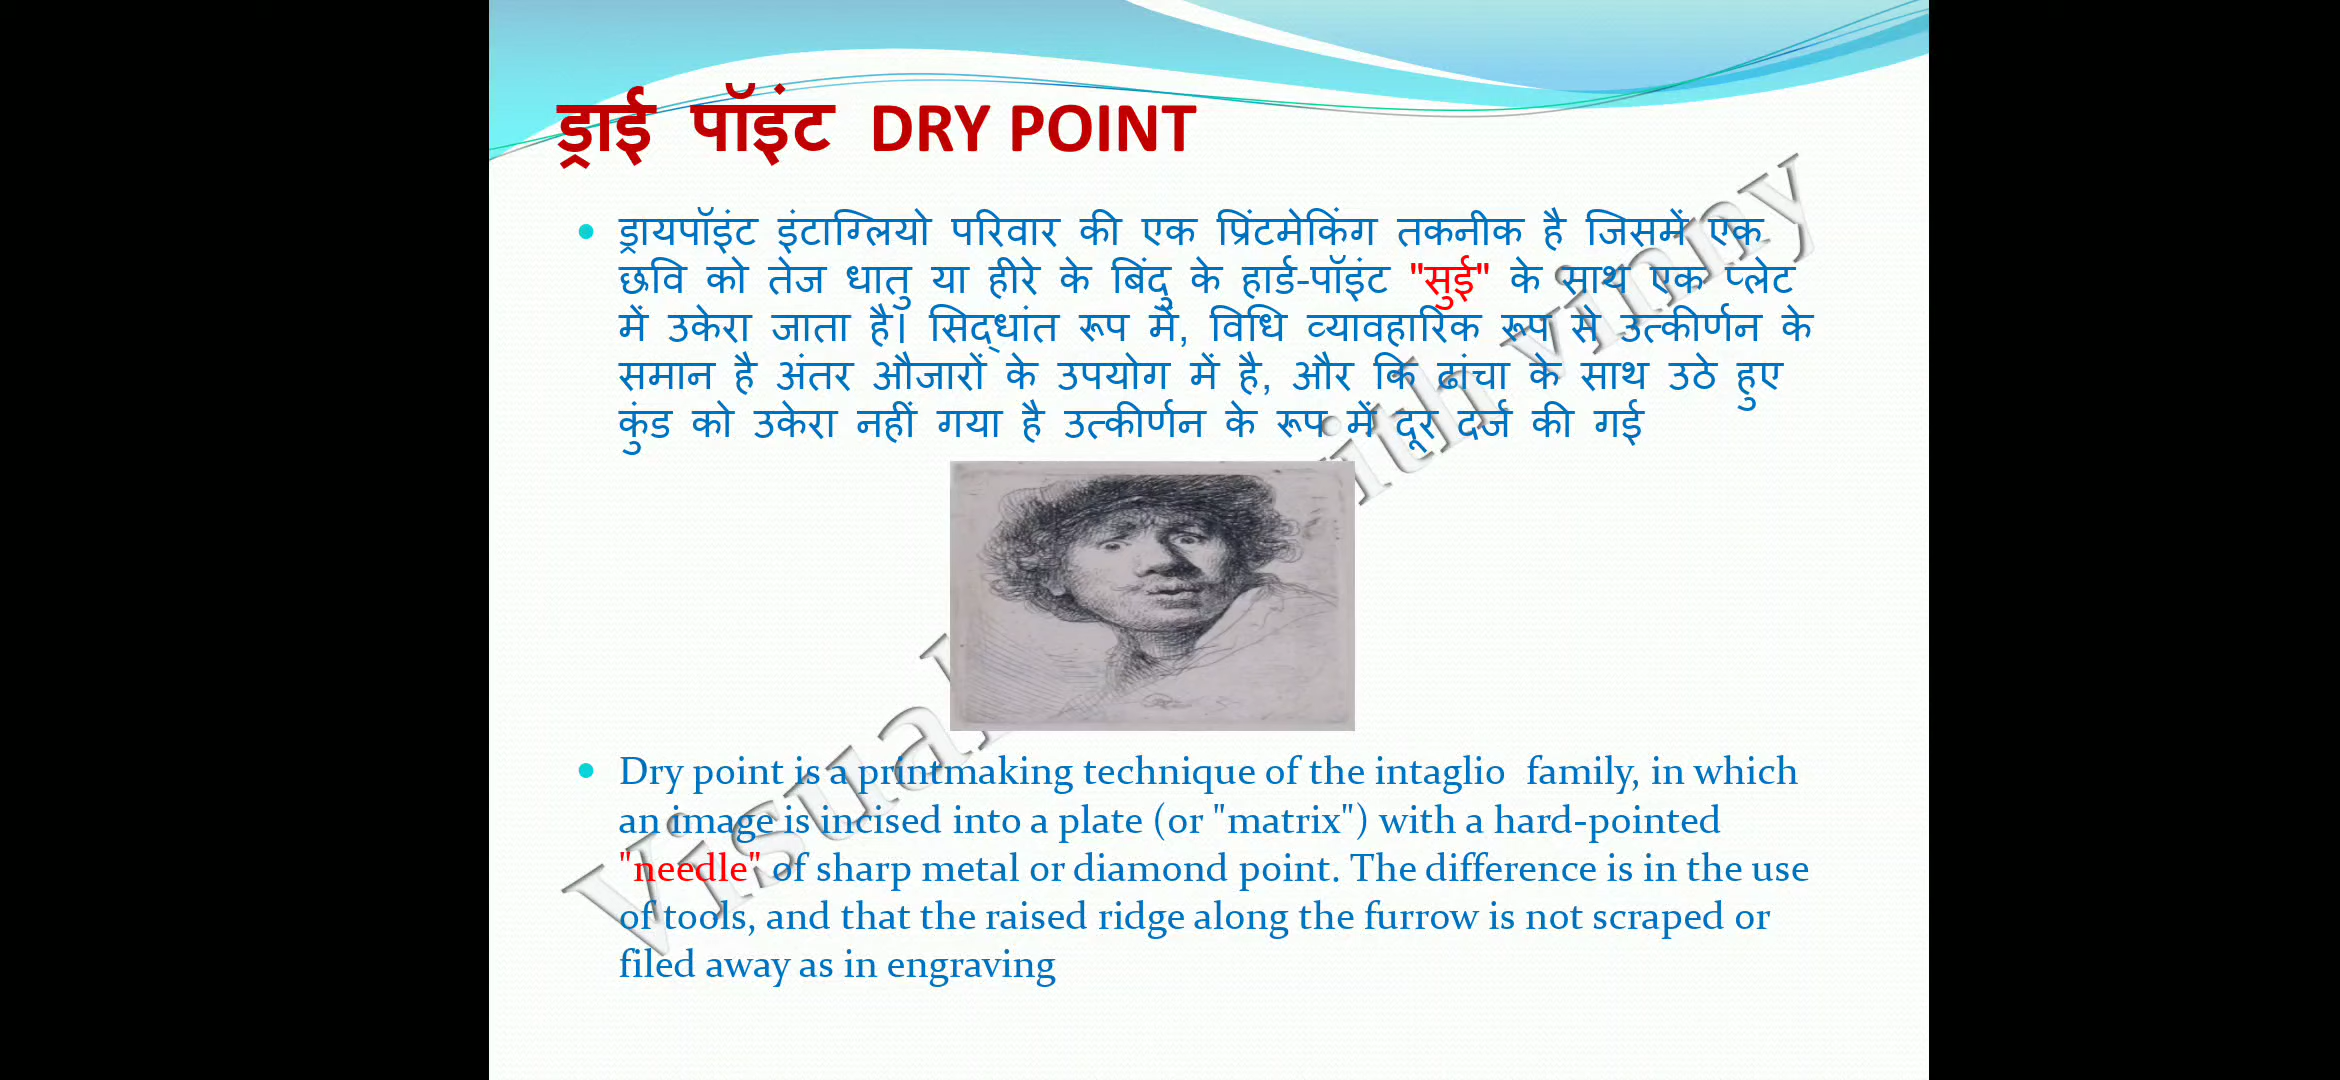 ड्राई पॉइंट DRY POINT
ड्रायपॉइंट इंटाग्लियो परिवार की एक प्रिंटमेकिंग तकनीक है जिसमें एक
छवि को तेज धातु या हीरे के बिंदु के हार्ड-पॉइंट "सुई" के साथ एक प्लेट
में उकेरा जाता है। सिद्धांत रूप में, विधि व्यावहारिक रूप से उत्कीर्णन के
समान है अंतर औजारों के उपयोग में है, और कि ढांचा के साथ उठे हुए
कुंड को उकेरा नहीं गया है उत्कीर्णन के रूप में दूर दर्ज की गई
Dry point is a printmaking technique of the intaglio family, in which
an image is incised into a plate (or "matrix") with a hard-pointed
"needle" of sharp metal or diamond point. The difference is in the use
of tools, and that the raised ridge along the furrow is not scraped or
filed away as in engraving
Visual ith vinny